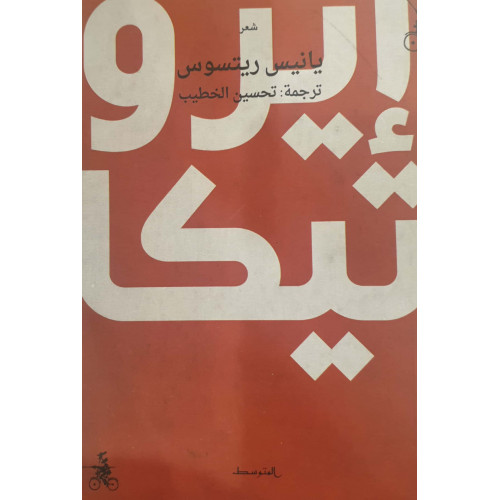 شعر
إيرو
يانيس ريتسوس
ترجمة: تحسين الخطيب
تيكا
المتوسط